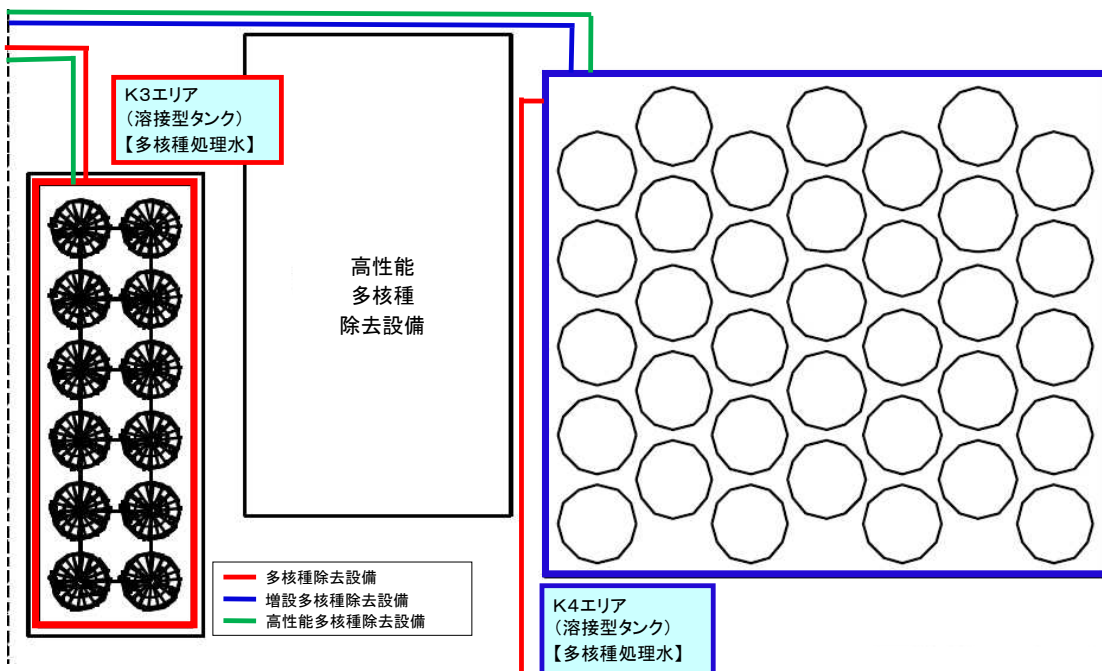 K3エリア
(溶接型タンク)
【多核種処理水】
高性能
多核種
除去設備
多核種除去設備
増設多核種除去設備
高性能多核種除去設備
K4エリア
(溶接型タンク)
【多核種処理水】